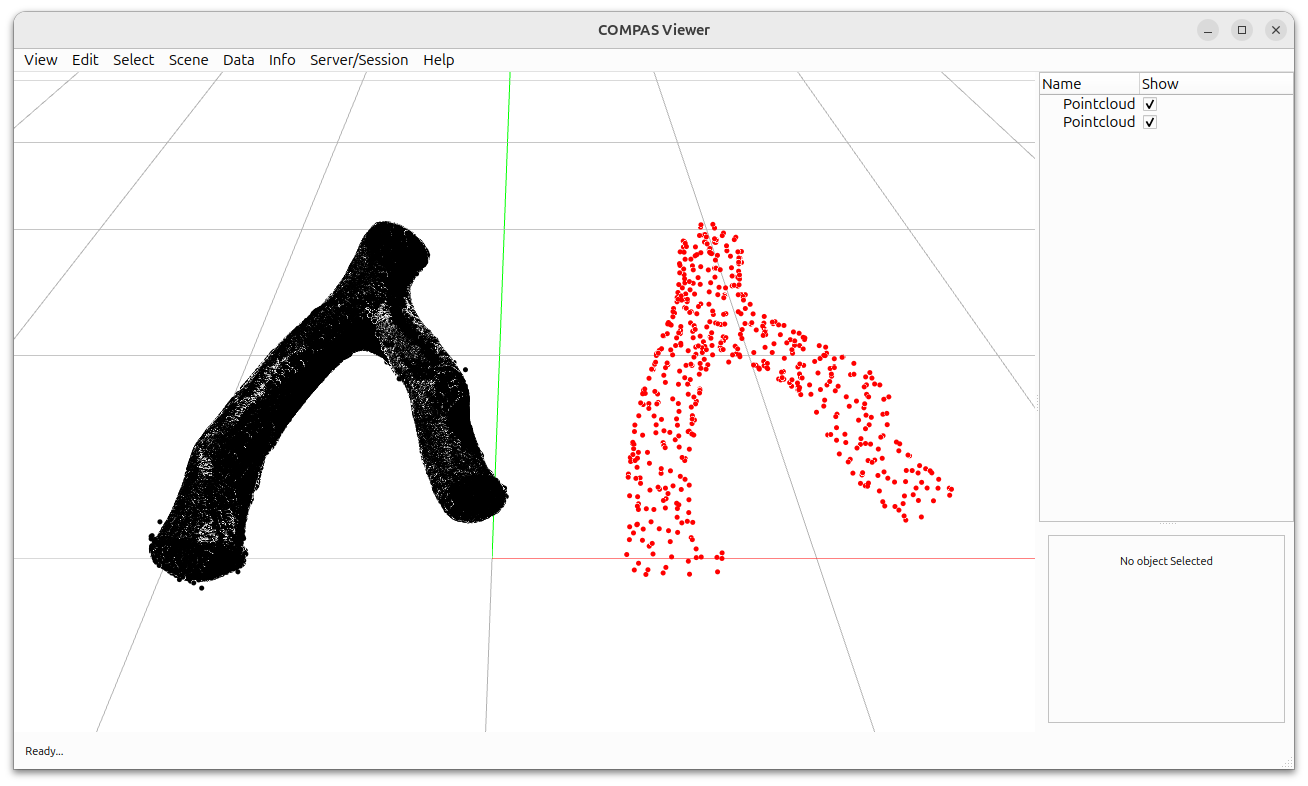 COMPAS Viewer
View Edit Select Scene Data Info Server/Session Help
Name Show
Pointcloud
Pointcloud
No object Selected
Ready...